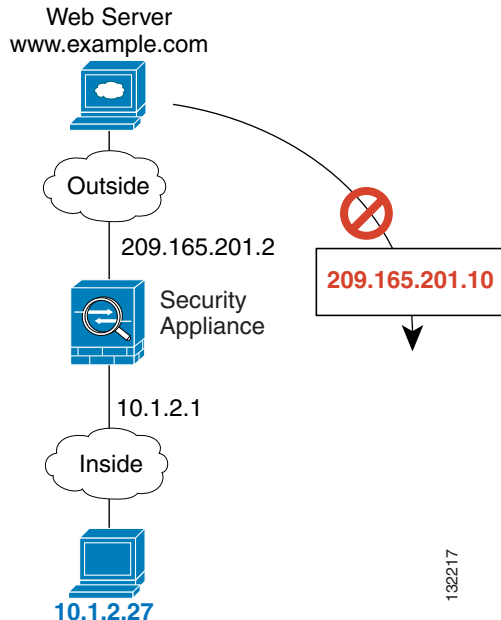 Web Server
www.example.com
Outside
209.165.201.2
209.165.201.10
Security
Appliance
10.1.2.1
Inside
10.1.2.27
132217